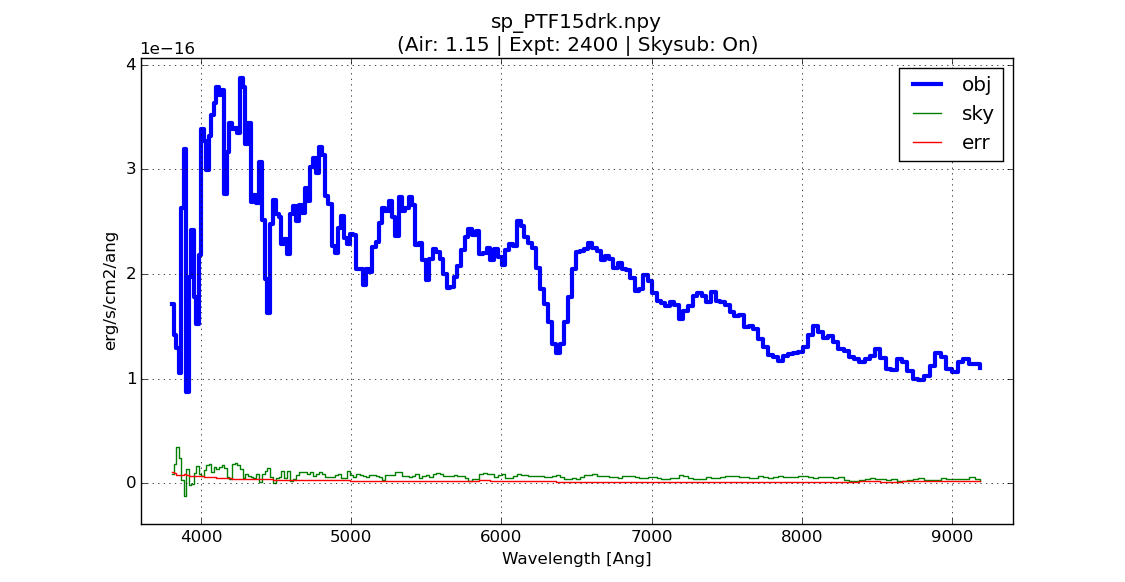 sp_PTF15drk.npy
(Air: 1.15 | Expt: 2400 | Skysub: On)
1e−16
4
3
2
1
0
erg/s/cm2/ang
obj
sky
err
4000 5000 6000 7000 8000 9000
Wavelength [Ang]